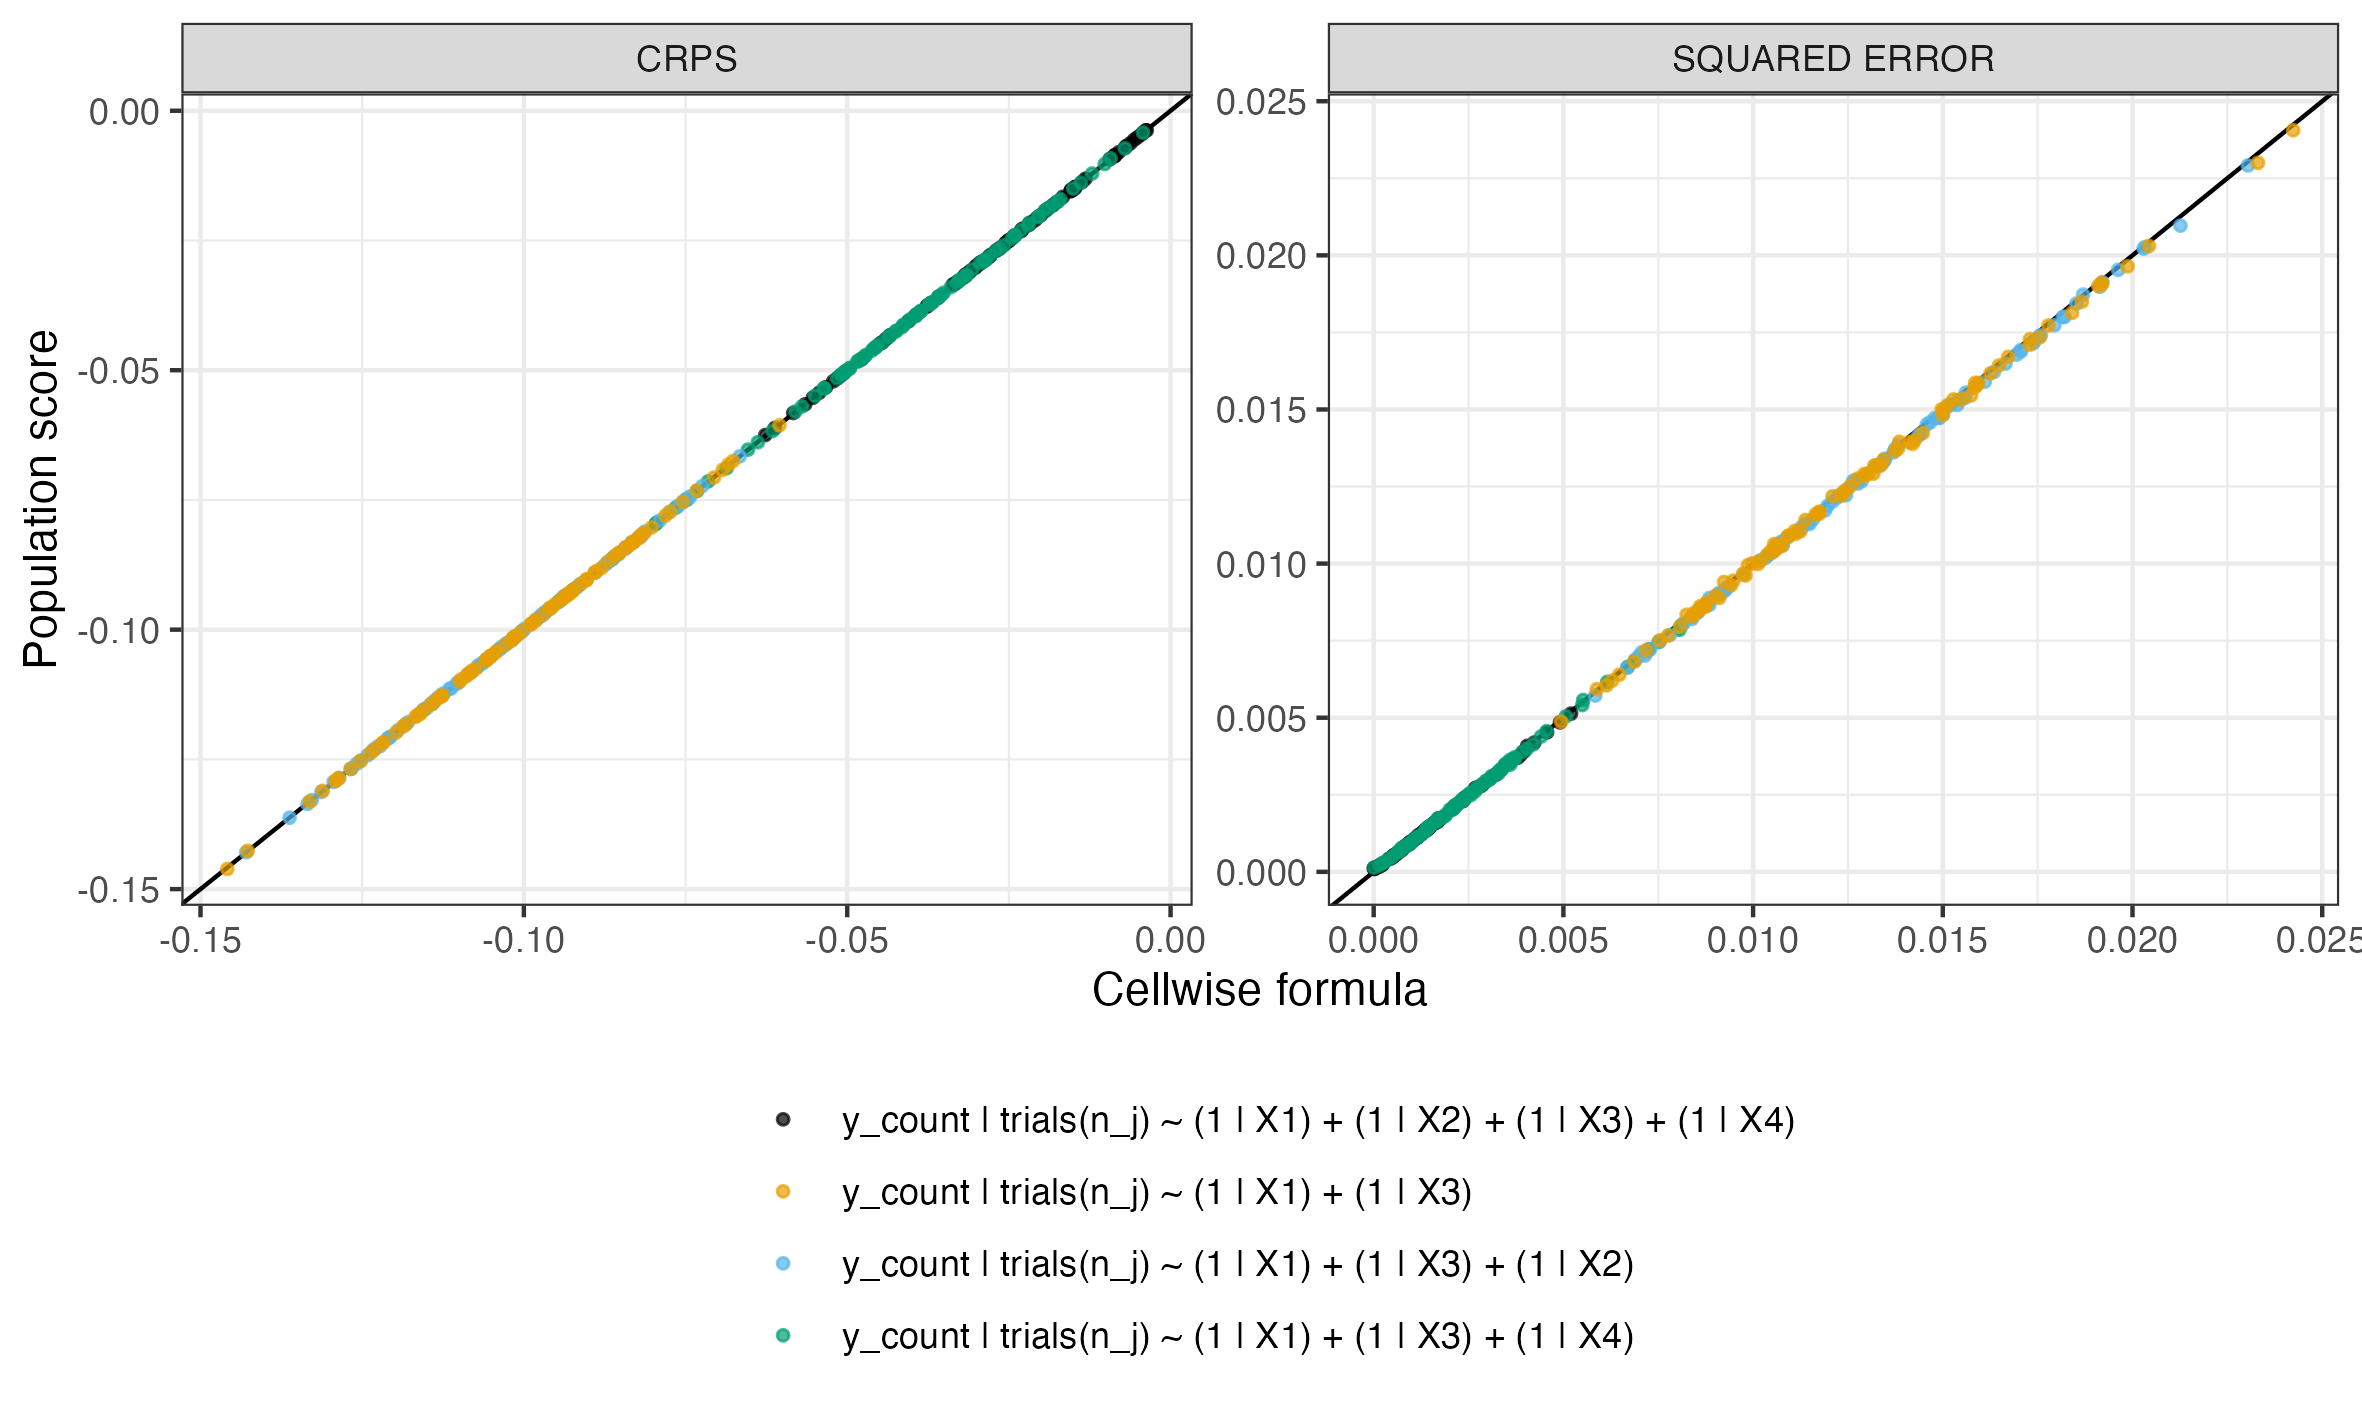 CRPS
SQUARED ERROR
Population score
0.00
-0.05
-0.10
-0.15
-0.15
-0.10
-0.05
0.00
0.025
0.020
0.015
0.010
0.005
0.000
0.000
0.005
0.010
0.015
0.020
0.025
Cellwise formula
y_count | trials(n_j) ~ (1 | X1) + (1 | X2) + (1 | X3) + (1 | X4)
y_count | trials(n_j) ~ (1 | X1) + (1 | X3)
y_count | trials(n_j) ~ (1 | X1) + (1 | X3) + (1 | X2)
y_count | trials(n_j) ~ (1 | X1) + (1 | X3) + (1 | X4)